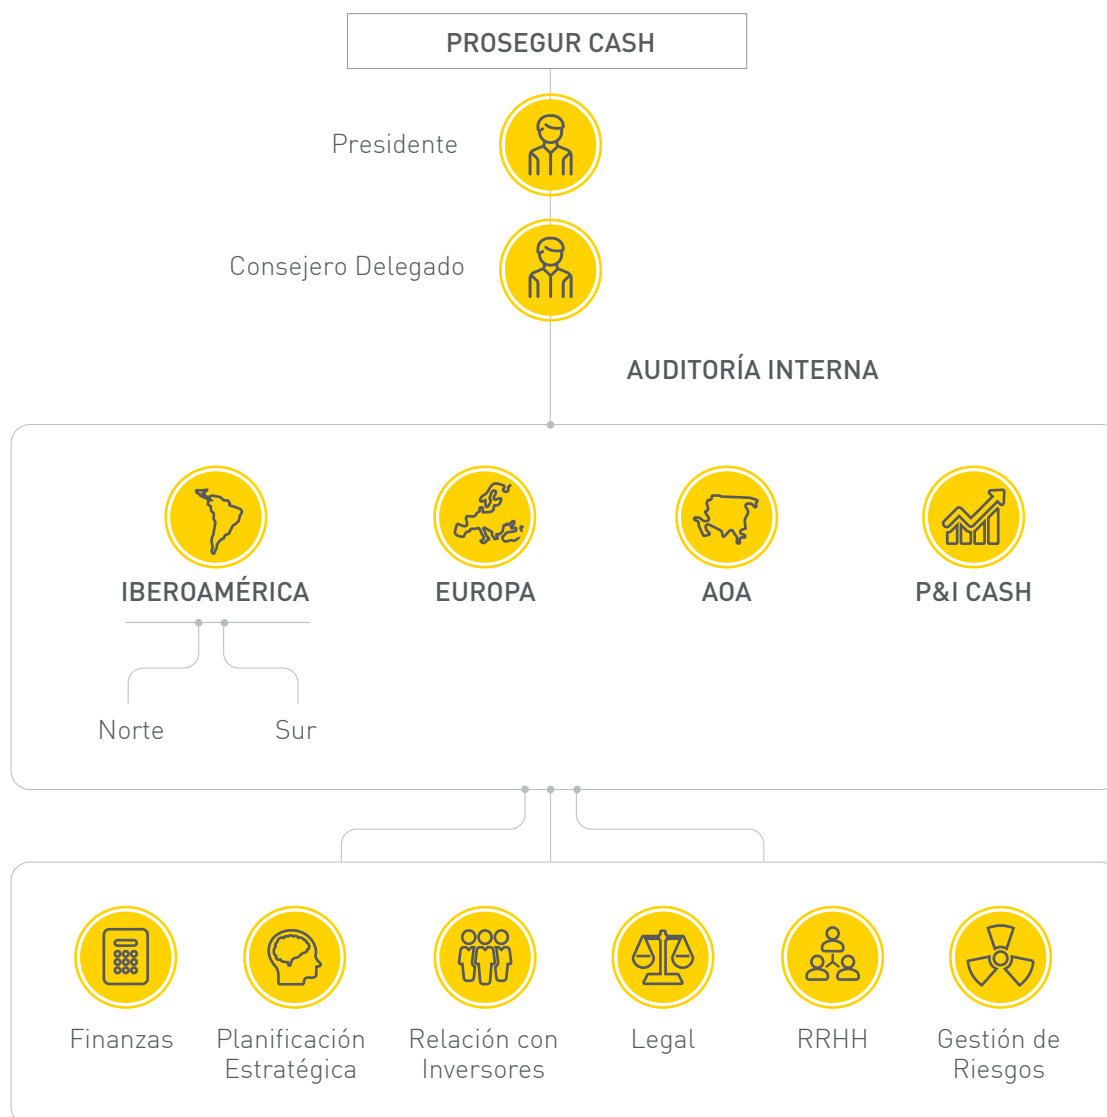 PROSEGUR CASH
Presidente
Consejero Delegado
AUDITORÍA INTERNA
IBEROAMÉRICA
EUROPA
AOA
P&I CASH
Norte
Sur
Finanzas
Planificación
Estratégica
Relación con
Inversores
Legal
RRHH
Gestión de
Riesgos